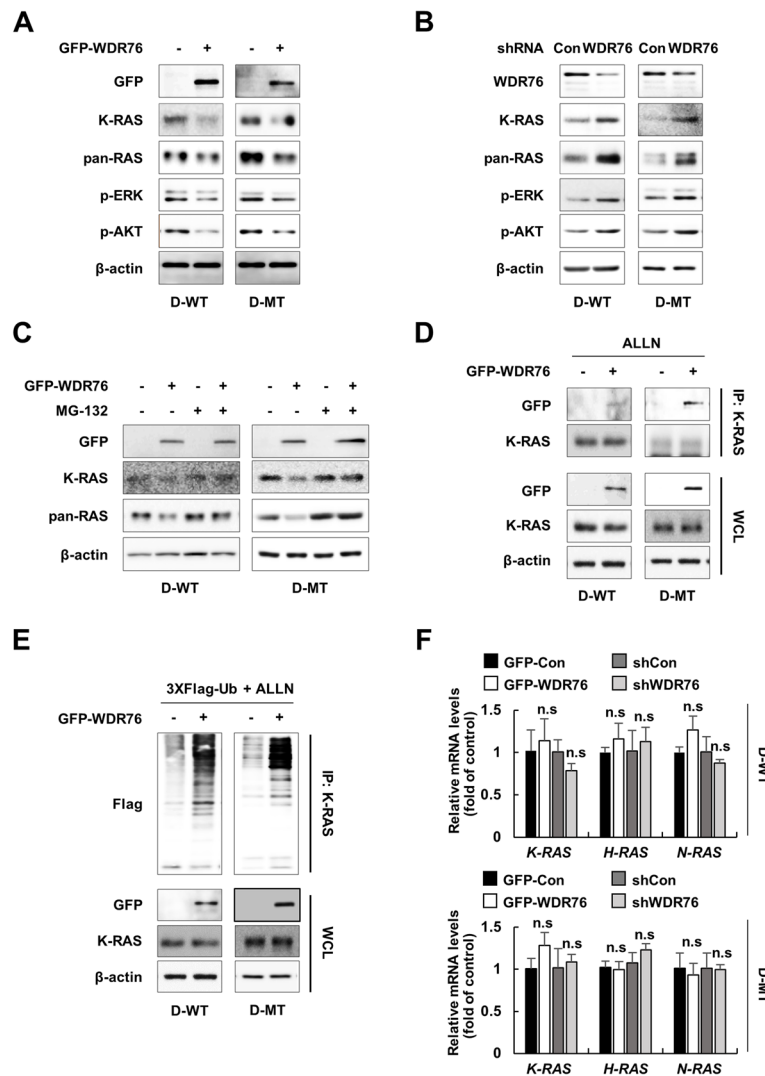 A
GFP-WDR76 - +  - +
GFP
K-RAS
pan-RAS
p-ERK
p-AKT
β-actin
D-WT D-MT
B
shRNA Con WDR76 Con WDR76
WDR76
K-RAS
pan-RAS
p-ERK
p-AKT
β-actin
D-WT D-MT
C
GFP-WDR76 - + - + - + - +
MG-132 - - + + - - + +
GFP
K-RAS
pan-RAS
β-actin
D-WT D-MT
D
ALLN
GFP-WDR76 - + - +
GFP
K-RAS
IP: K-RAS
GFP
K-RAS
β-actin
WCL
D-WT D-MT
E
3XFlag-Ub + ALLN
GFP-WDR76 - + - +
Flag
IP: K-RAS
GFP
K-RAS
β-actin
WCL
D-WT D-MT
F
GFP-Con shCon
GFP-WDR76 shWDR76
Relative mRNA levels
(fold of control)
1.5
1
0.5
0
n.s n.s n.s n.s n.s n.s
K-RAS H-RAS N-RAS
D-WT
GFP-Con shCon
GFP-WDR76 shWDR76
Relative mRNA levels
(fold of control)
1.5
1
0.5
0
n.s n.s n.s n.s n.s n.s
K-RAS H-RAS N-RAS
D-MT